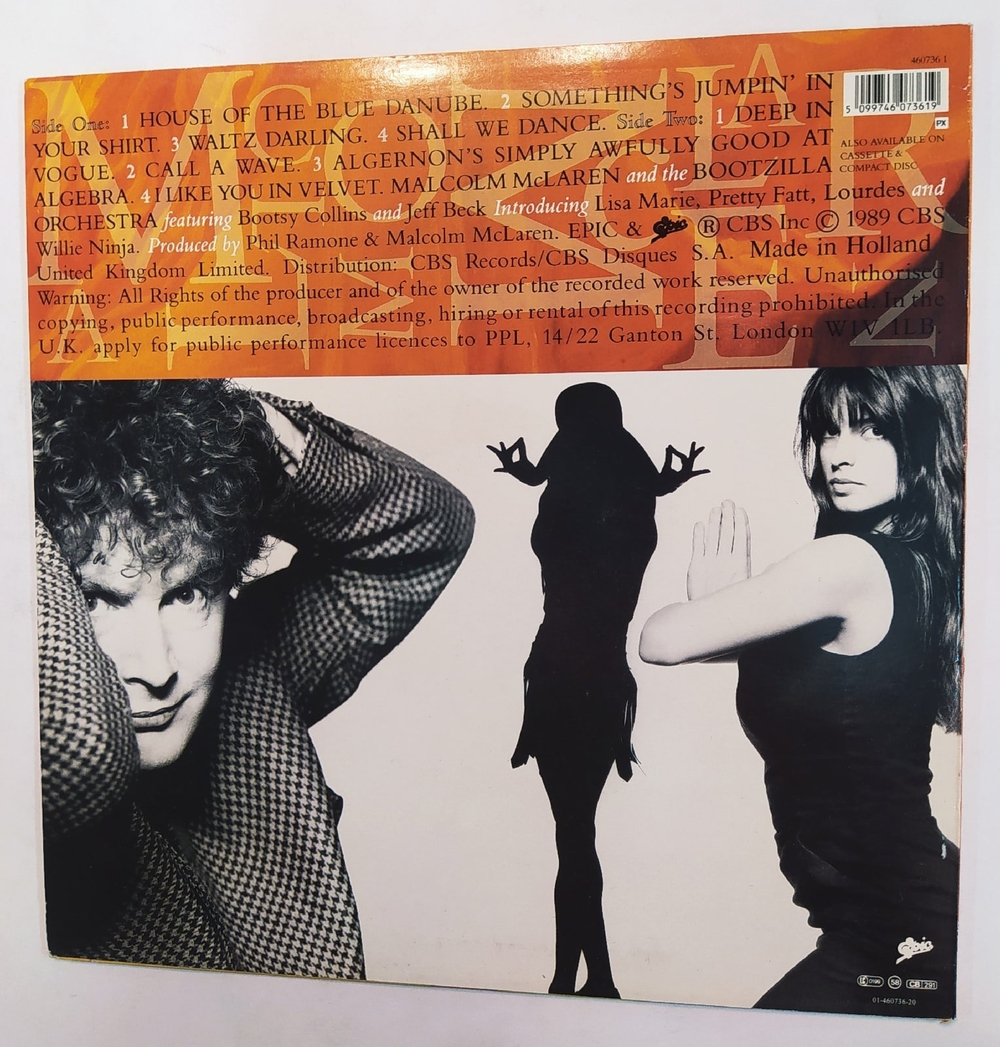 460736 1
Side One: 1 HOUSE OF THE BLUE DANUBE. 2 SOMETHING'S JUMPIN' IN
YOUR SHIRT. 3 WALTZ DARLING. 4 SHALL WE DANCE. Side Two: 1 DEEP IN
VOGUE. 2 CALL A WAVE. 3 ALGERNON'S SIMPLY AWFULLY GOOD AT
ALGEBRA. 4 I LIKE YOU IN VELVET. MALCOLM McLAREN and the BOOTZILLA
ORCHESTRA featuring Bootsy Collins and Jeff Beck Introducing Lisa Marie, Pretty Fatt, Lourdes and
Willie Ninja. Produced by Phil Ramone & Malcolm McLaren. EPIC & Epic ® CBS Inc © 1989 CBS
United Kingdom Limited. Distribution: CBS Records/CBS Disques S.A. Made in Holland.
Warning: All Rights of the producer and of the owner of the recorded work reserved. Unauthorised
copying, public performance, broadcasting, hiring or rental of this recording prohibited. In the
U.K. apply for public performance licences to PPL, 14/22 Ganton St. London W1V 1LB.
5 099746 073619
PX
ALSO AVAILABLE ON
CASSETTE &
COMPACT DISC
Epic
0199 58 CB 291
01-460736-20